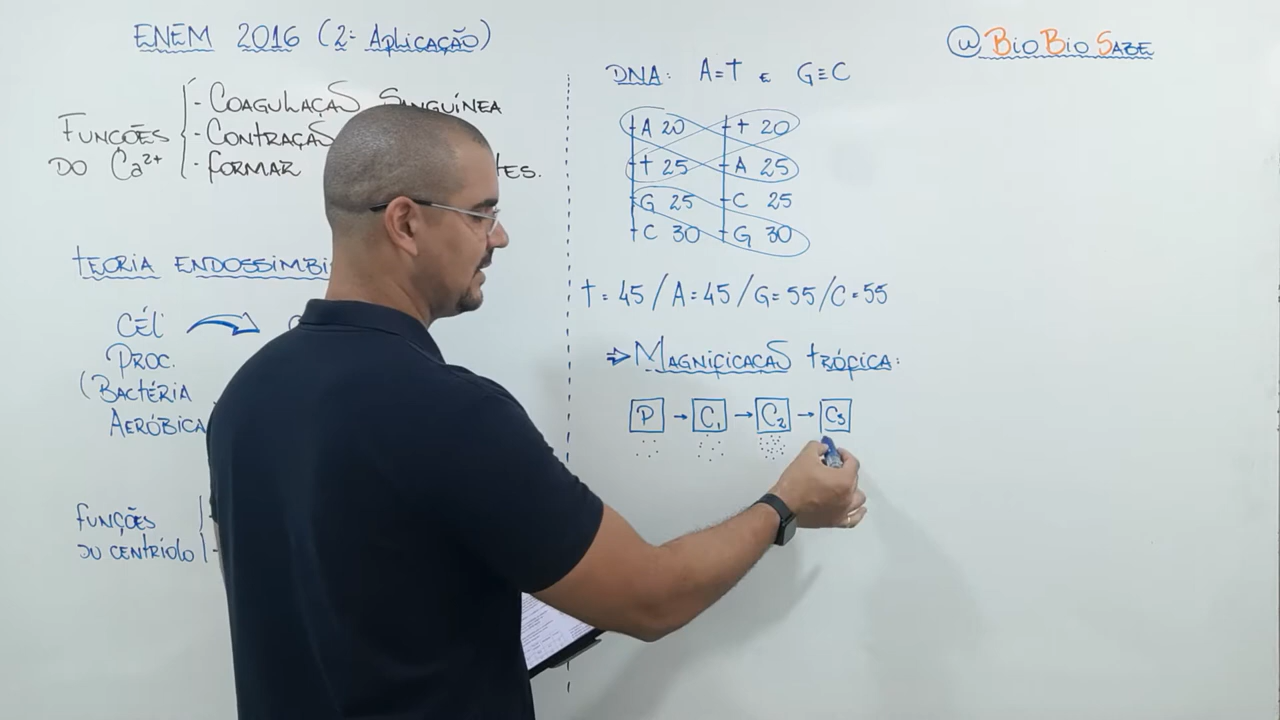 ENEM 2016 (2ª Aplicação)
Funções do Ca²⁺
- Coagulação Sanguínea
- Contração
- Formar
TES.
Teoria Endossimbi
Cél Proc. (Bactéria Aeróbica
Funções
do centríolo
@BioBioSabe
DNA: A=T e G≡C
A 20 T 20
T 25 A 25
G 25 C 25
C 30 G 30
T = 45 / A = 45 / G = 55 / C = 55
⇒ Magnificação Trófica:
P → C₁ → C₂ → C₃